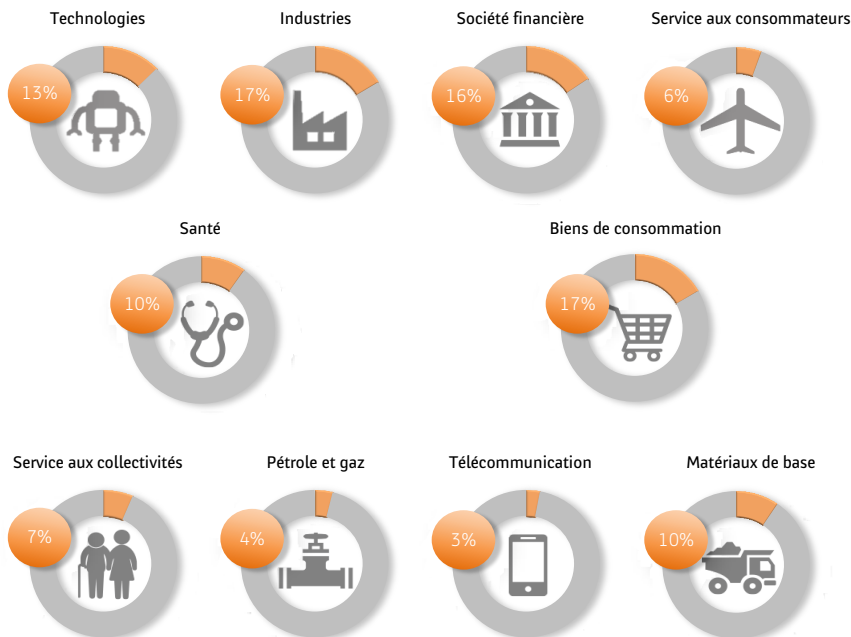 Technologies
13%
Industries
17%
Société financière
16%
Service aux consommateurs
6%
Santé
10%
Biens de consommation
17%
Service aux collectivités
7%
Pétrole et gaz
4%
Télécommunication
3%
Matériaux de base
10%